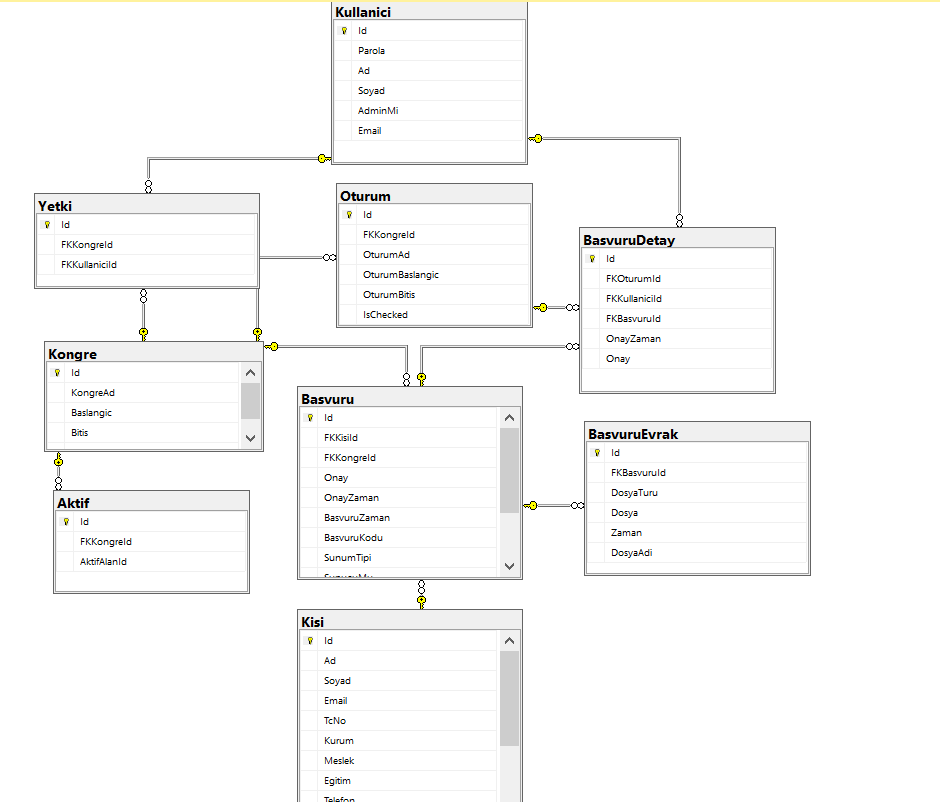 Kullanici
Id
Parola
Ad
Soyad
AdminMi
Email
Yetki
Id
FKKongreId
FKKullaniciId
Oturum
Id
FKKongreId
OturumAd
OturumBaslangic
OturumBitis
IsChecked
BasvuruDetay
Id
FKOturumId
FKKullaniciId
FKBasvuruId
OnayZaman
Onay
Kongre
Id
KongreAd
Baslangic
Bitis
Basvuru
Id
FKKisiId
FKKongreId
Onay
OnayZaman
BasvuruZaman
BasvuruKodu
SunumTipi
BasvuruEvrak
Id
FKBasvuruId
DosyaTuru
Dosya
Zaman
DosyaAdi
Aktif
Id
FKKongreId
AktifAlanId
Kisi
Id
Ad
Soyad
Email
TcNo
Kurum
Meslek
Egitim
Telefon